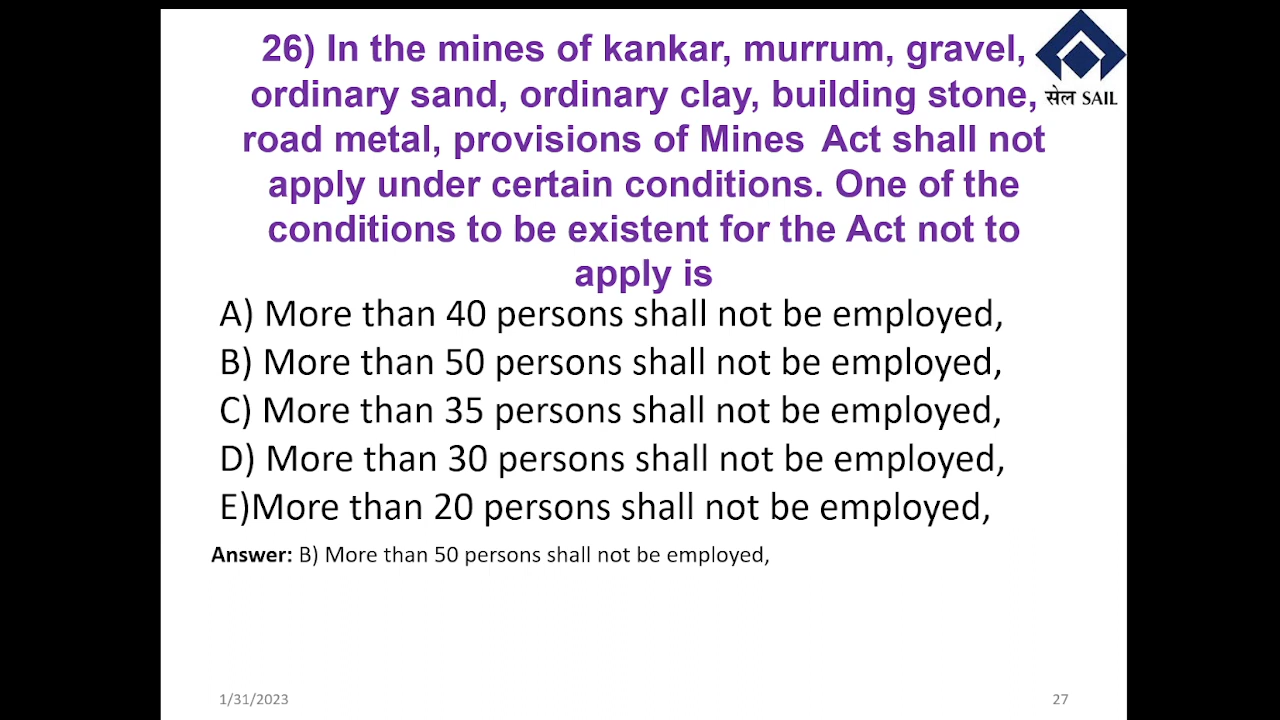 26) In the mines of kankar, murrum, gravel,
ordinary sand, ordinary clay, building stone,
सेल SAIL
road metal, provisions of Mines Act shall not
apply under certain conditions. One of the
conditions to be existent for the Act not to
apply is
A) More than 40 persons shall not be employed,
B) More than 50 persons shall not be employed,
C) More than 35 persons shall not be employed,
D) More than 30 persons shall not be employed,
E)More than 20 persons shall not be employed,
Answer: B) More than 50 persons shall not be employed,
1/31/2023
27